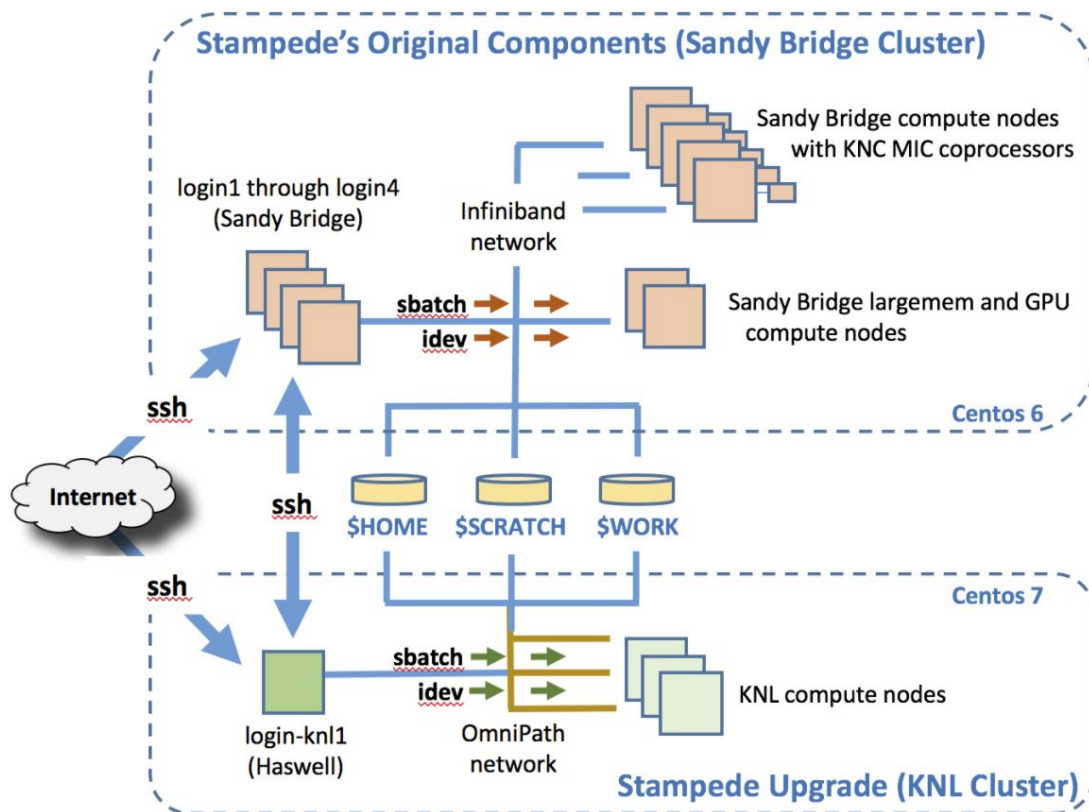 Stampede's Original Components (Sandy Bridge Cluster)
Sandy Bridge compute nodes
with KNC MIC coprocessors
login1 through login4
(Sandy Bridge)
Infiniband
network
sbatch
idev
Sandy Bridge largemem and GPU
compute nodes
ssh
Centos 6
Internet
ssh
$HOME
$SCRATCH
$WORK
ssh
Centos 7
sbatch
idev
KNL compute nodes
login-knl1
(Haswell)
OmniPath
network
Stampede Upgrade (KNL Cluster)